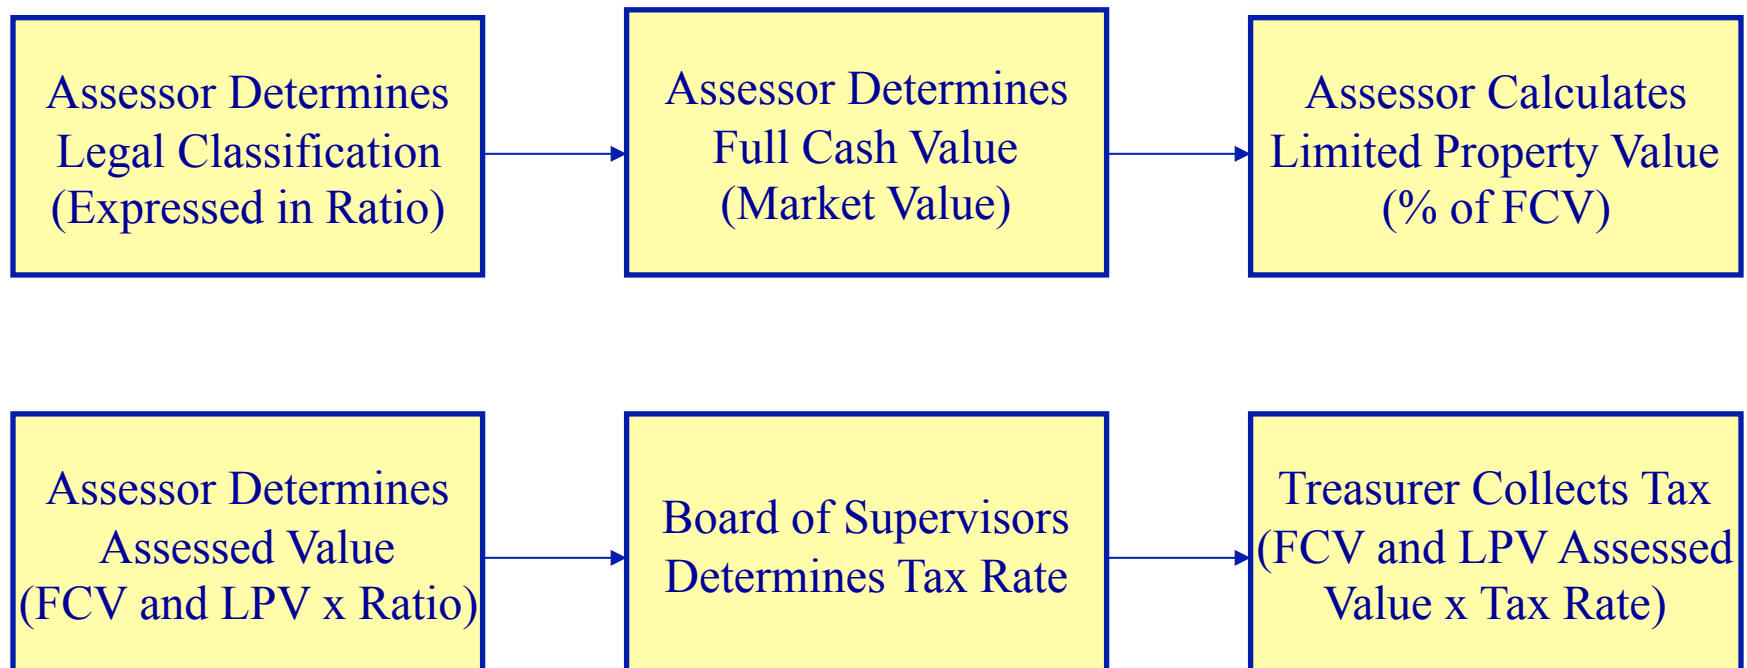 Assessor Determines
Legal Classification
(Expressed in Ratio)
Assessor Determines
Full Cash Value
(Market Value)
Assessor Calculates
Limited Property Value
(% of FCV)
Assessor Determines
Assessed Value
(FCV and LPV x Ratio)
Board of Supervisors
Determines Tax Rate
Treasurer Collects Tax
(FCV and LPV Assessed
Value x Tax Rate)